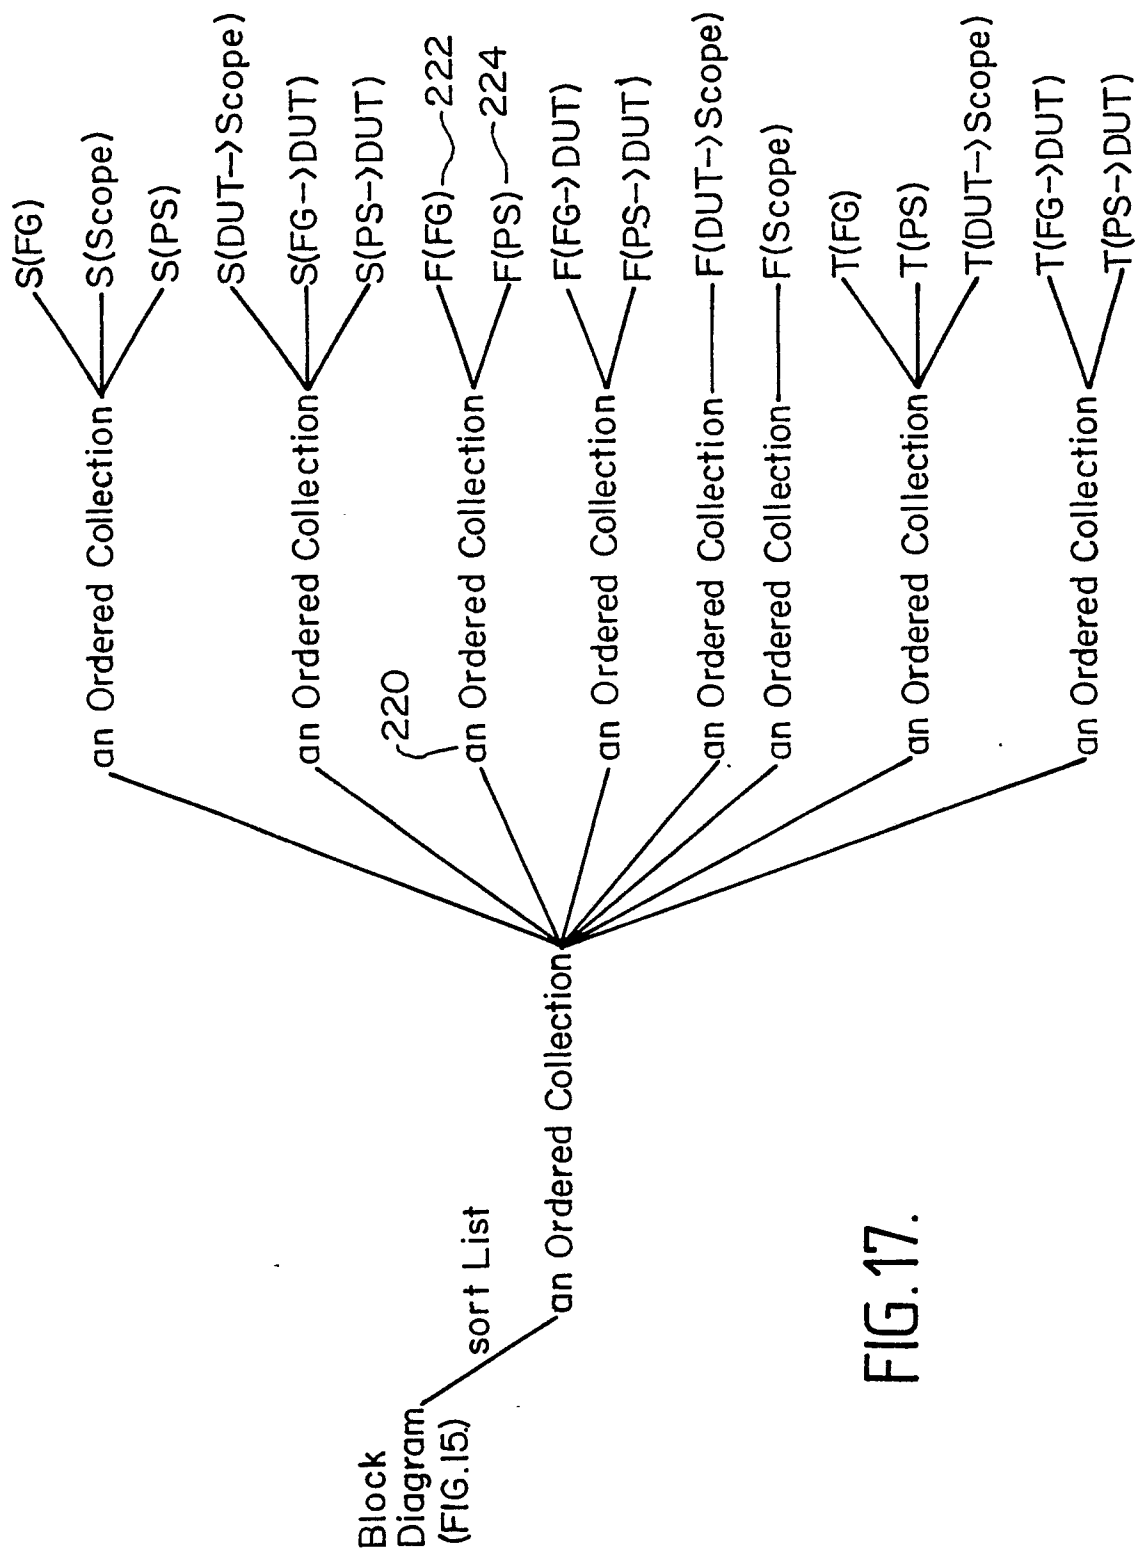 Block
Diagram
(FIG.15.)
sort List
an Ordered Collection
an Ordered Collection
S(FG)
S(Scope)
S(PS)
an Ordered Collection
S(DUT->Scope)
S(FG->DUT)
S(PS->DUT)
220
an Ordered Collection
F(FG) 222
F(PS) 224
an Ordered Collection
F(FG->DUT)
F(PS->DUT)
an Ordered Collection F(DUT->Scope)
an Ordered Collection F(Scope)
an Ordered Collection
T(FG)
T(PS)
T(DUT->Scope)
an Ordered Collection
T(FG->DUT)
T(PS->DUT)
FIG.17.